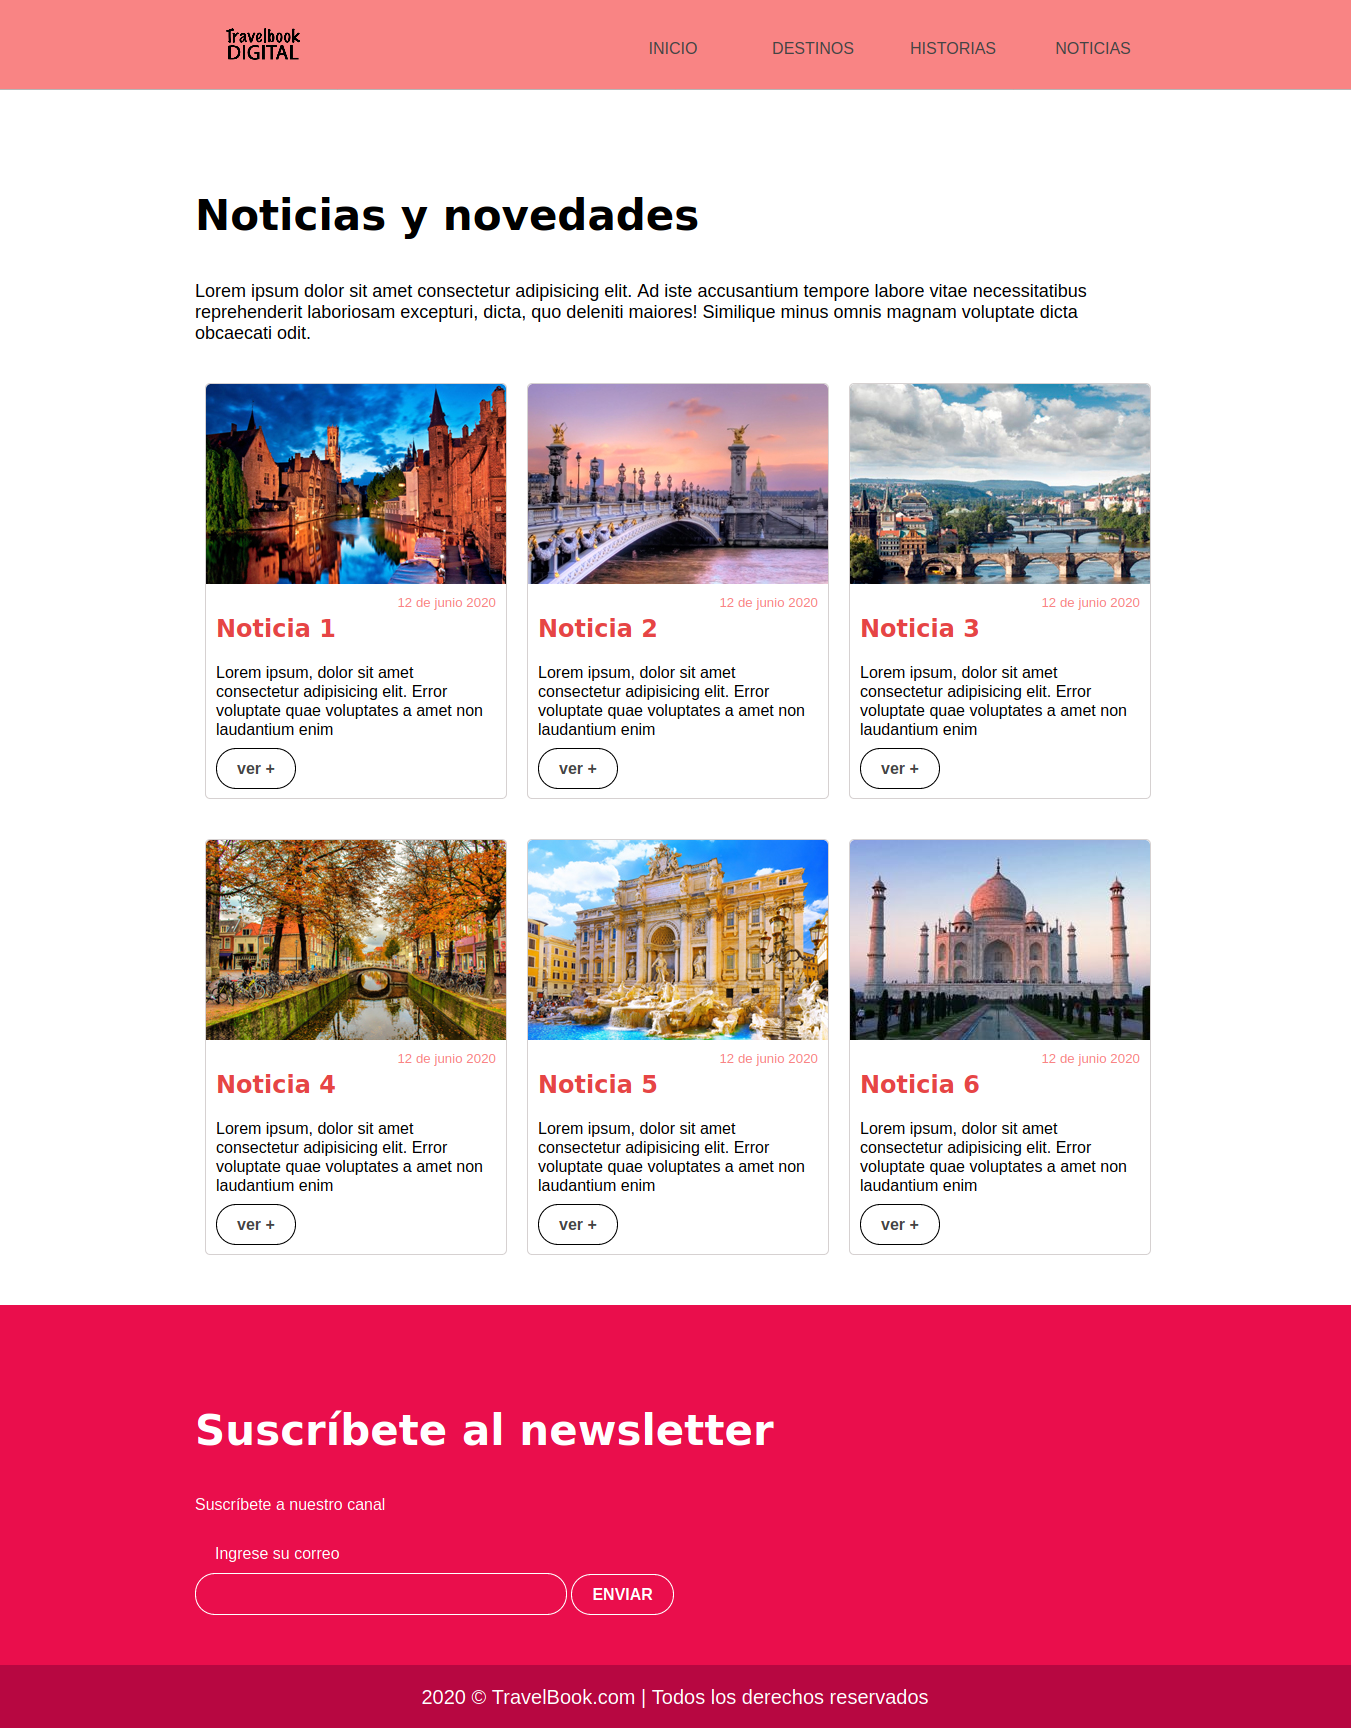 Travelbook
DIGITAL
INICIO DESTINOS HISTORIAS NOTICIAS
Noticias y novedades
Lorem ipsum dolor sit amet consectetur adipisicing elit. Ad iste accusantium tempore labore vitae necessitatibus
reprehenderit laboriosam excepturi, dicta, quo deleniti maiores! Similique minus omnis magnam voluptate dicta
obcaecati odit.
12 de junio 2020
Noticia 1
Lorem ipsum, dolor sit amet
consectetur adipisicing elit. Error
voluptate quae voluptates a amet non
laudantium enim
ver +
12 de junio 2020
Noticia 2
Lorem ipsum, dolor sit amet
consectetur adipisicing elit. Error
voluptate quae voluptates a amet non
laudantium enim
ver +
12 de junio 2020
Noticia 3
Lorem ipsum, dolor sit amet
consectetur adipisicing elit. Error
voluptate quae voluptates a amet non
laudantium enim
ver +
12 de junio 2020
Noticia 4
Lorem ipsum, dolor sit amet
consectetur adipisicing elit. Error
voluptate quae voluptates a amet non
laudantium enim
ver +
12 de junio 2020
Noticia 5
Lorem ipsum, dolor sit amet
consectetur adipisicing elit. Error
voluptate quae voluptates a amet non
laudantium enim
ver +
12 de junio 2020
Noticia 6
Lorem ipsum, dolor sit amet
consectetur adipisicing elit. Error
voluptate quae voluptates a amet non
laudantium enim
ver +
Suscríbete al newsletter
Suscríbete a nuestro canal
Ingrese su correo
ENVIAR
2020 © TravelBook.com | Todos los derechos reservados